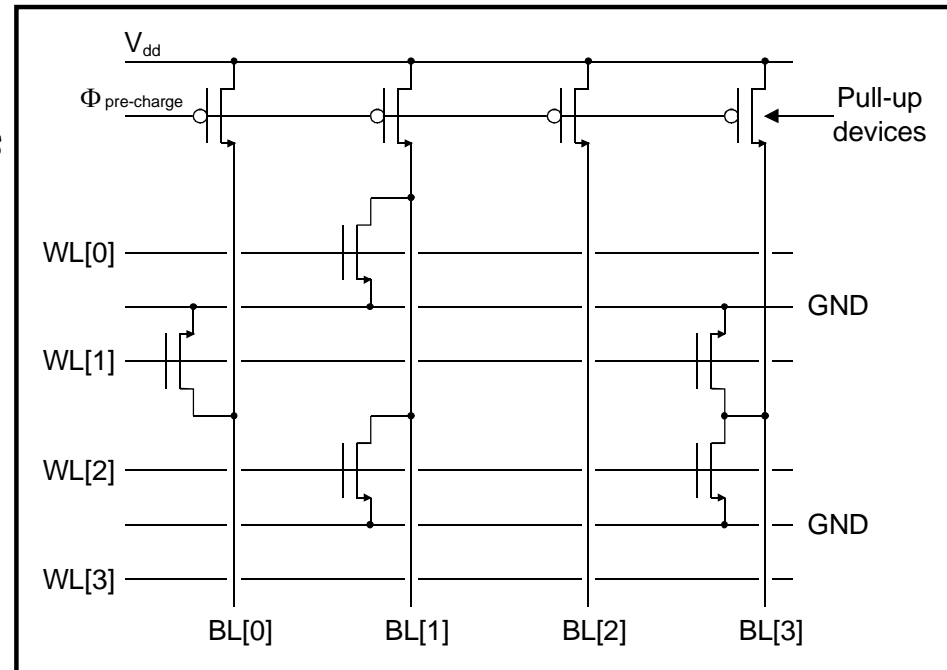 Vdd
Φ pre-charge
Pull-up
devices
WL[0]
GND
WL[1]
WL[2]
GND
WL[3]
BL[0] BL[1] BL[2] BL[3]